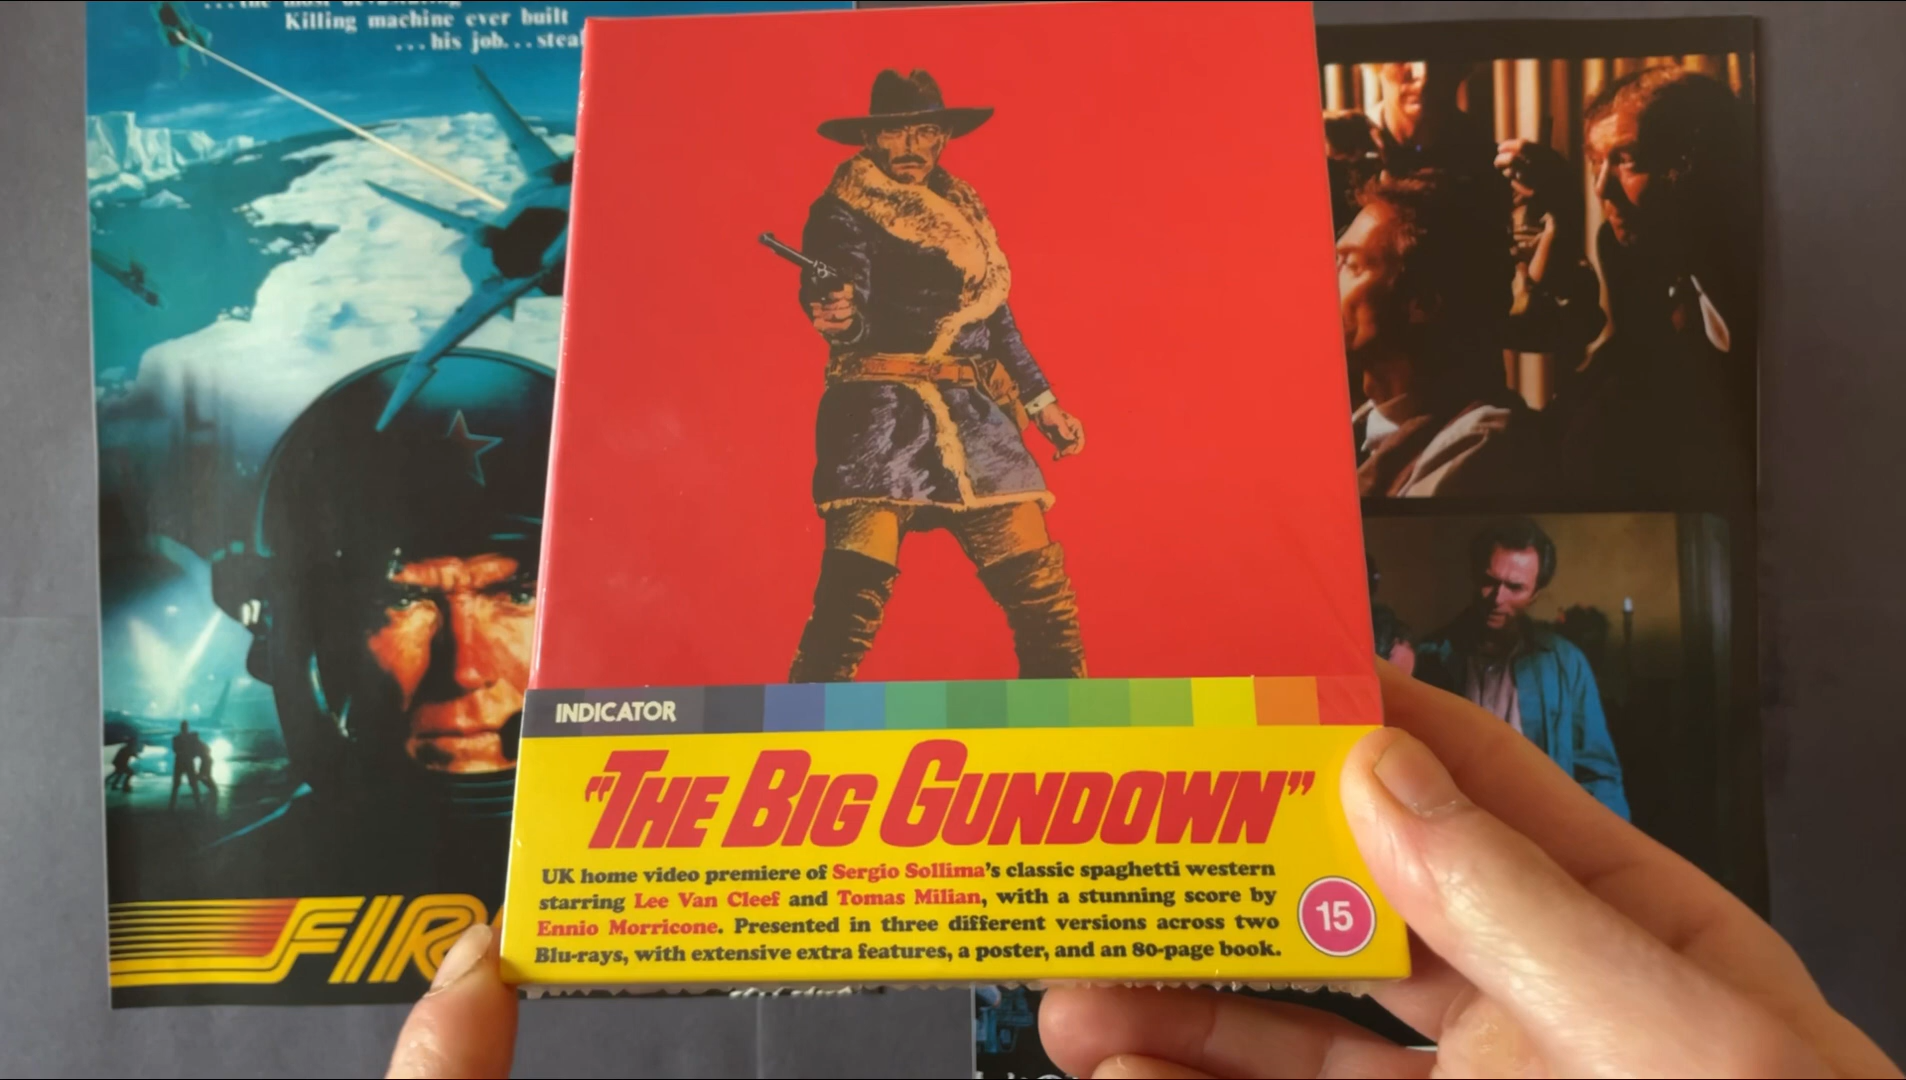 Killing machine ever built
...his job...steal
INDICATOR
"THE BIG GUNDOWN"
UK home video premiere of Sergio Sollima's classic spaghetti western
starring Lee Van Cleef and Tomas Milian, with a stunning score by
Ennio Morricone. Presented in three different versions across two
Blu-rays, with extensive extra features, a poster, and an 80-page book.
15
FIR